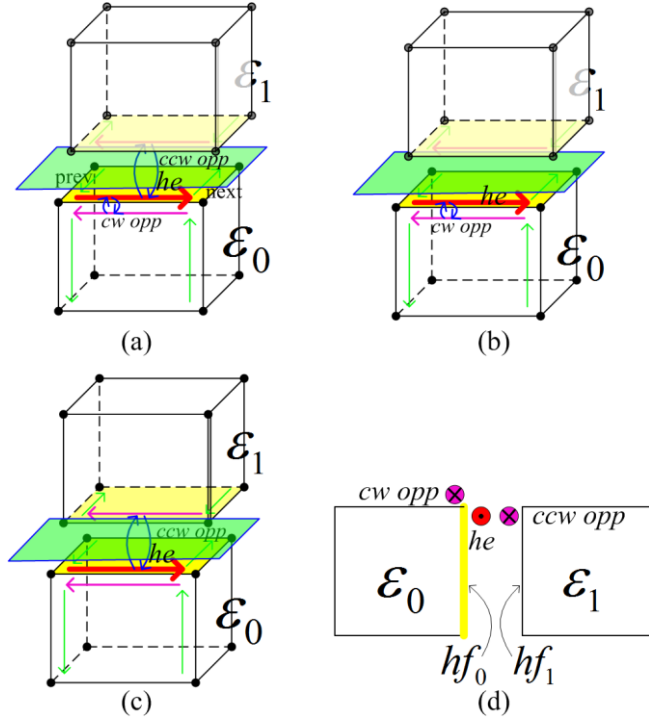 ε₁
ccw opp
prev
he
next
cw opp
ε₀
(a)
ε₁
he
cw opp
ε₀
(b)
ε₁
ccw opp
he
ε₀
(c)
cw opp
ccw opp
he
ε₀
ε₁
hf₀ hf₁
(d)